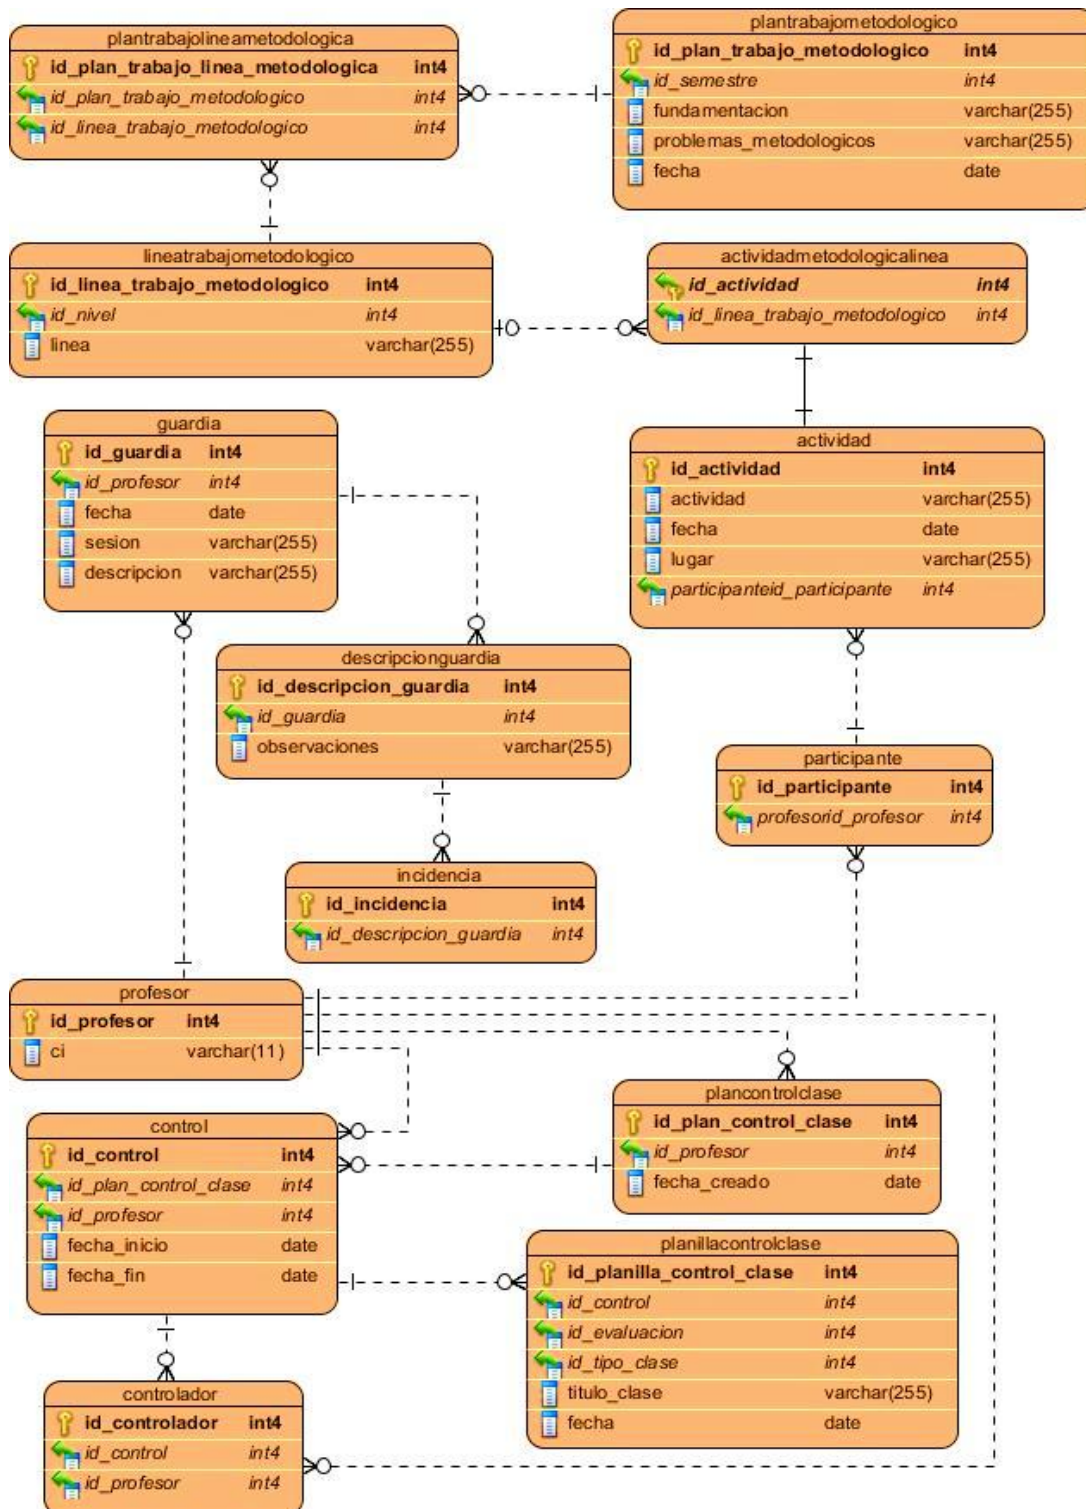 plantrabajolineametodologica
id_plan_trabajo_linea_metodologica int4
id_plan_trabajo_metodologico int4
id_linea_trabajo_metodologico int4
plantrabajometodologico
id_plan_trabajo_metodologico int4
id_semestre int4
fundamentacion varchar(255)
problemas_metodologicos varchar(255)
fecha date
lineatrabajometodologico
id_linea_trabajo_metodologico int4
id_nivel int4
linea varchar(255)
actividadmetodologicalinea
id_actividad int4
id_linea_trabajo_metodologico int4
guardia
id_guardia int4
id_profesor int4
fecha date
sesion varchar(255)
descripcion varchar(255)
actividad
id_actividad int4
actividad varchar(255)
fecha date
lugar varchar(255)
participanteid_participante int4
descripcionguardia
id_descripcion_guardia int4
id_guardia int4
observaciones varchar(255)
participante
id_participante int4
profesorid_profesor int4
incidencia
id_incidencia int4
id_descripcion_guardia int4
profesor
id_profesor int4
ci varchar(11)
plancontrolclase
id_plan_control_clase int4
id_profesor int4
fecha_creado date
control
id_control int4
id_plan_control_clase int4
id_profesor int4
fecha_inicio date
fecha_fin date
planillacontrolclase
id_planilla_control_clase int4
id_control int4
id_evaluacion int4
id_tipo_clase int4
titulo_clase varchar(255)
fecha date
controlador
id_controlador int4
id_control int4
id_profesor int4